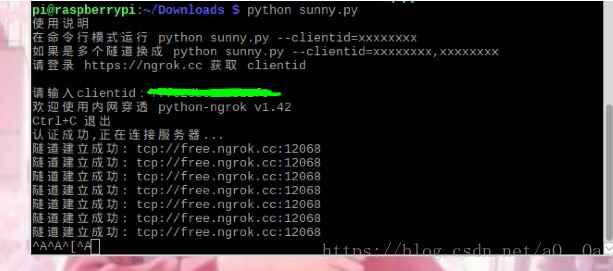 pi@raspberrypi:~/Downloads $ python sunny.py
使用说明
在命令行模式运行 python sunny.py --clientid=xxxxxxxx
如果是多个隧道换成 python sunny.py --clientid=xxxxxxxx,xxxxxxxx
请登录 https://ngrok.cc 获取 clientid
请输入clientid:
欢迎使用内网穿透 python-ngrok v1.42
Ctrl+C 退出
认证成功,正在连接服务器...
隧道建立成功: tcp://free.ngrok.cc:12068
隧道建立成功: tcp://free.ngrok.cc:12068
隧道建立成功: tcp://free.ngrok.cc:12068
隧道建立成功: tcp://free.ngrok.cc:12068
隧道建立成功: tcp://free.ngrok.cc:12068
隧道建立成功: tcp://free.ngrok.cc:12068
隧道建立成功: tcp://free.ngrok.cc:12068
^A^A^[^A
https://blog.csdn.net/aQ__Qa